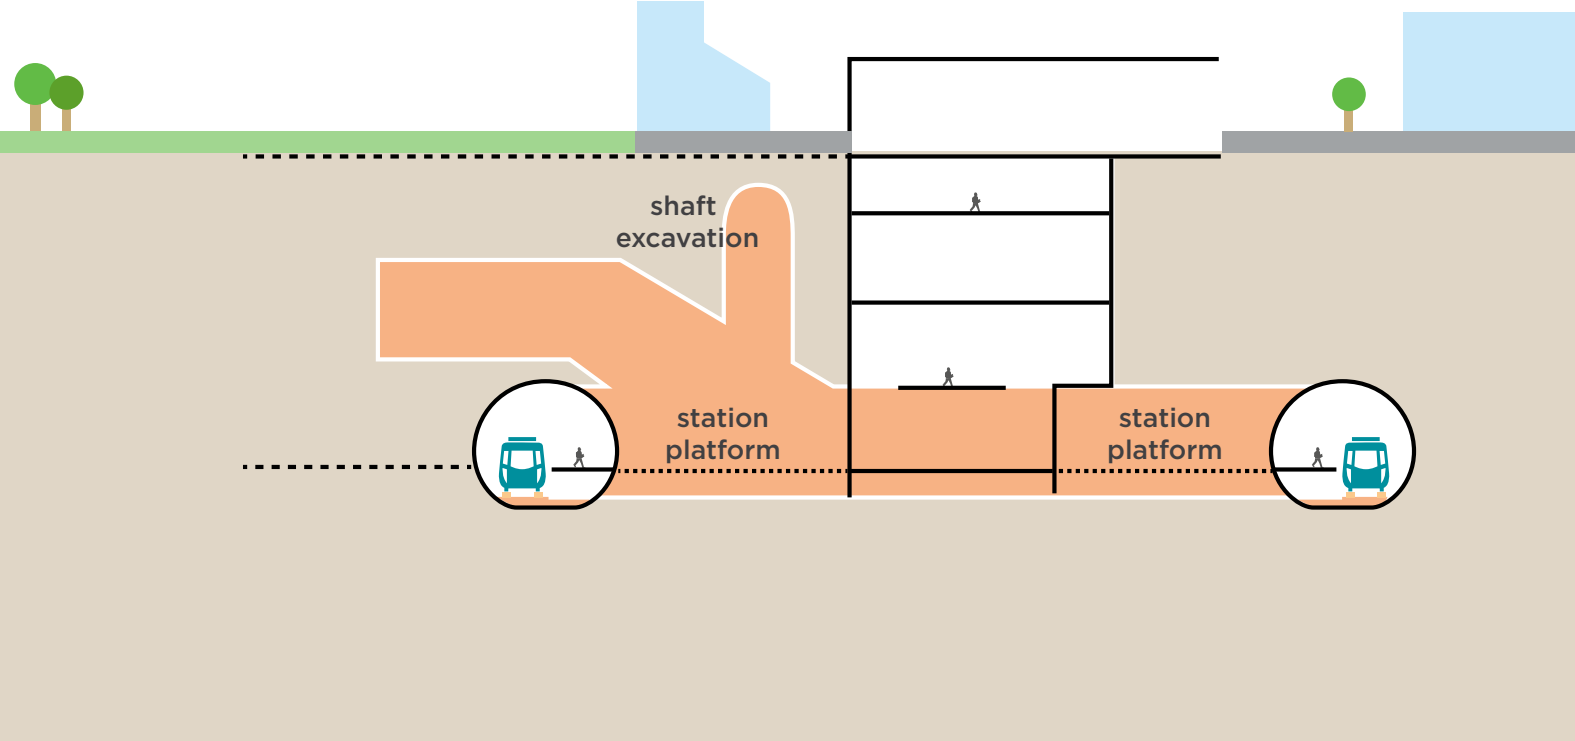 shaft
excavation
station
platform
station
platform